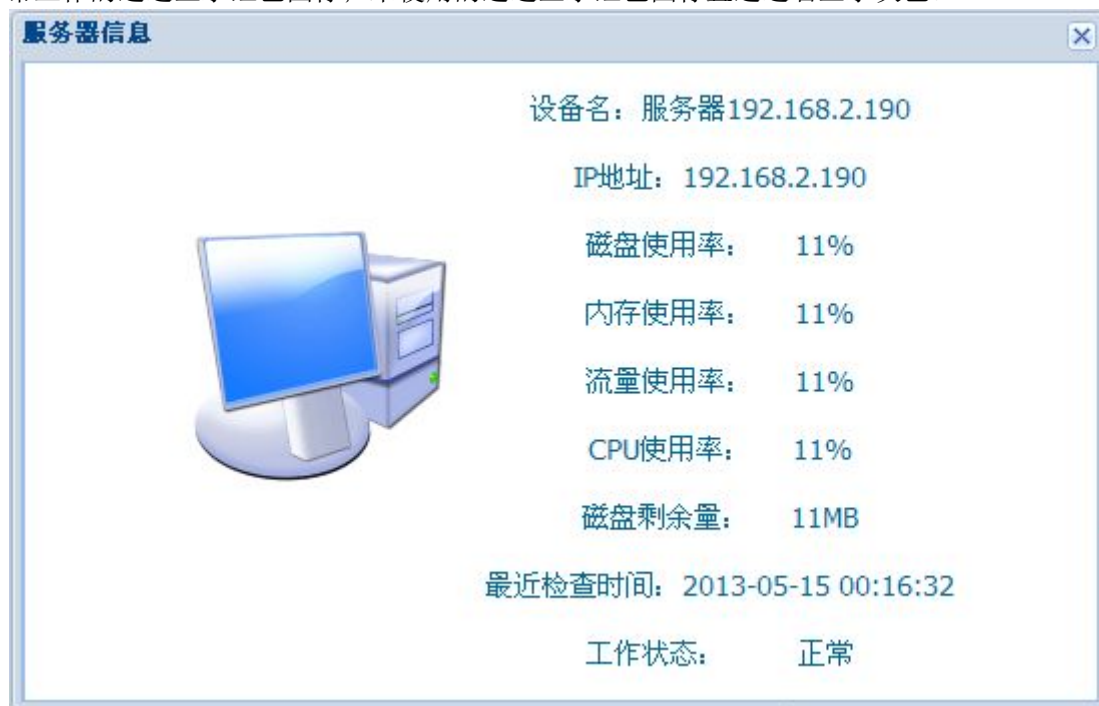 服务器信息
设备名：服务器192.168.2.190
IP地址：192.168.2.190
磁盘使用率： 11%
内存使用率： 11%
流量使用率： 11%
CPU使用率： 11%
磁盘剩余量： 11MB
最近检查时间：2013-05-15 00:16:32
工作状态： 正常